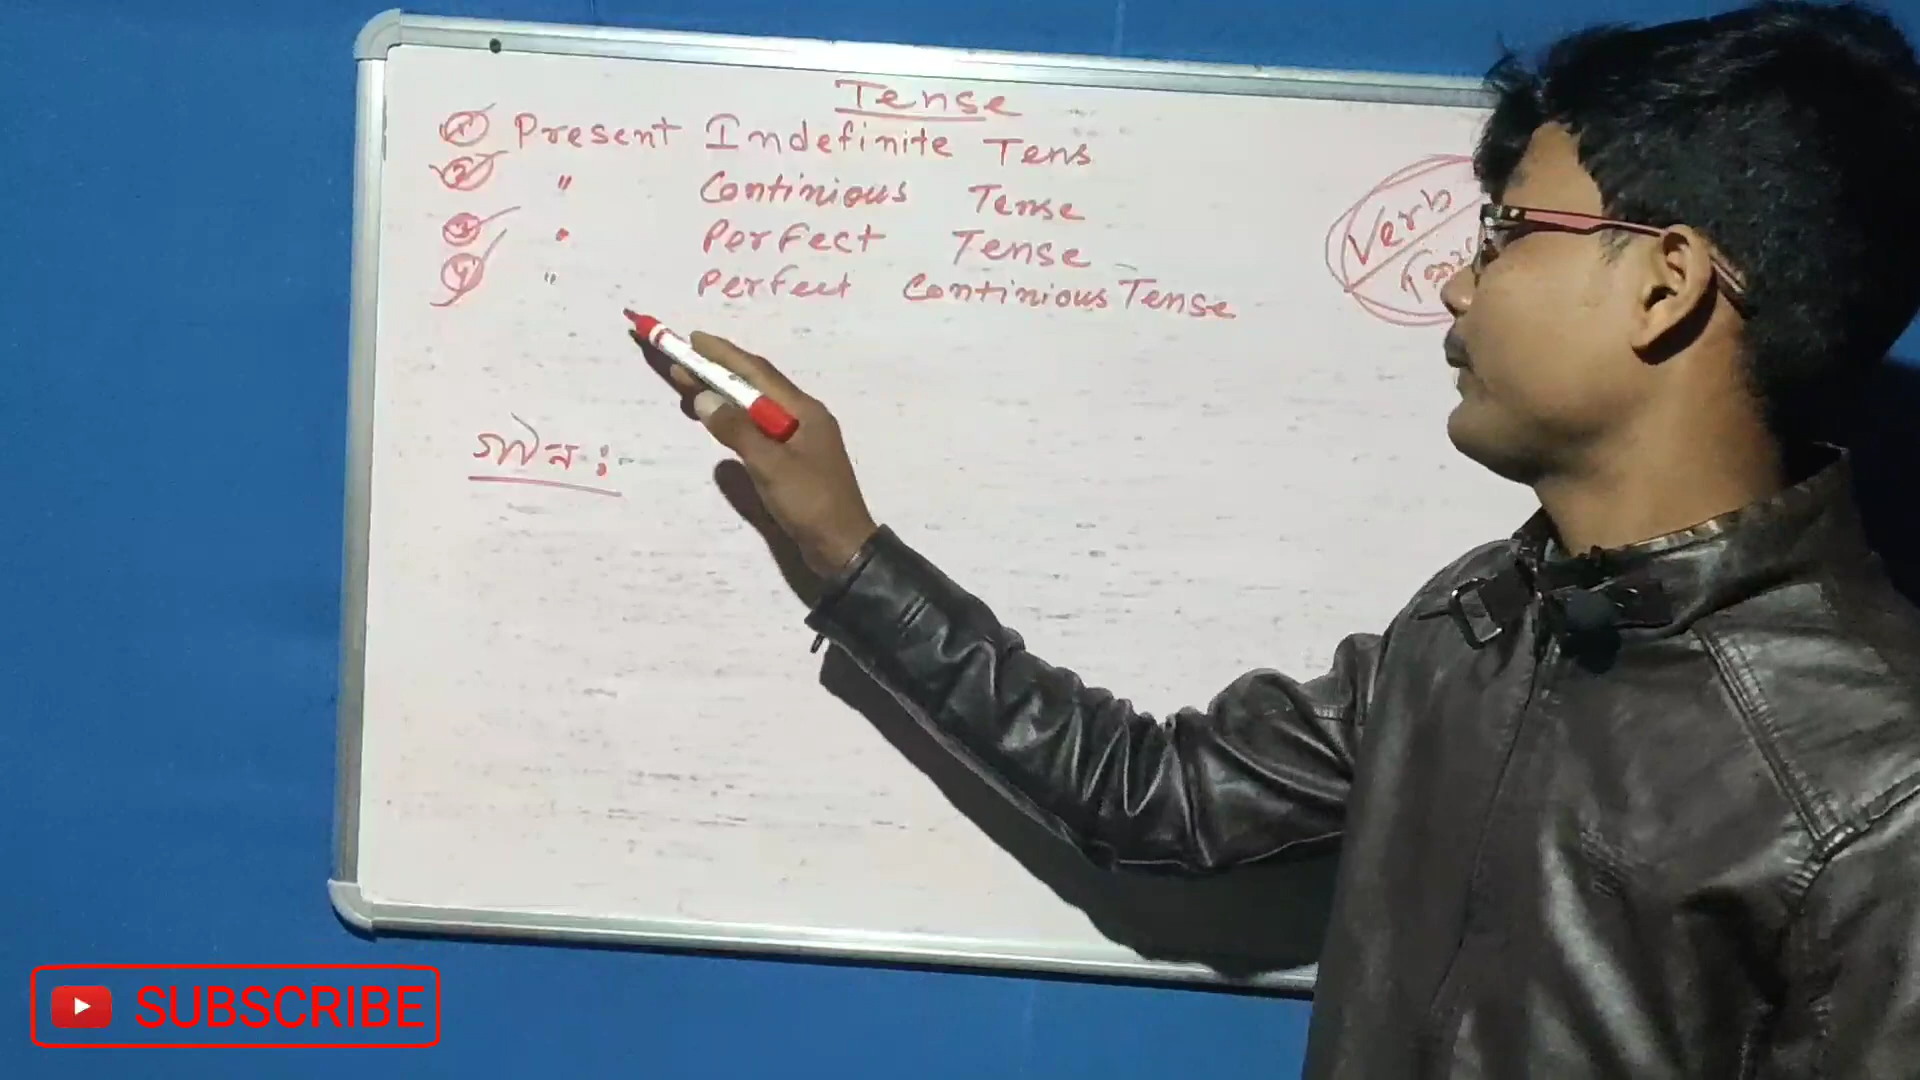 Tense
① Present Indefinite Tens
② " Continious Tense
③ " Perfect Tense
④ " Perfect Continious Tense
Verb
SUBSCRIBE